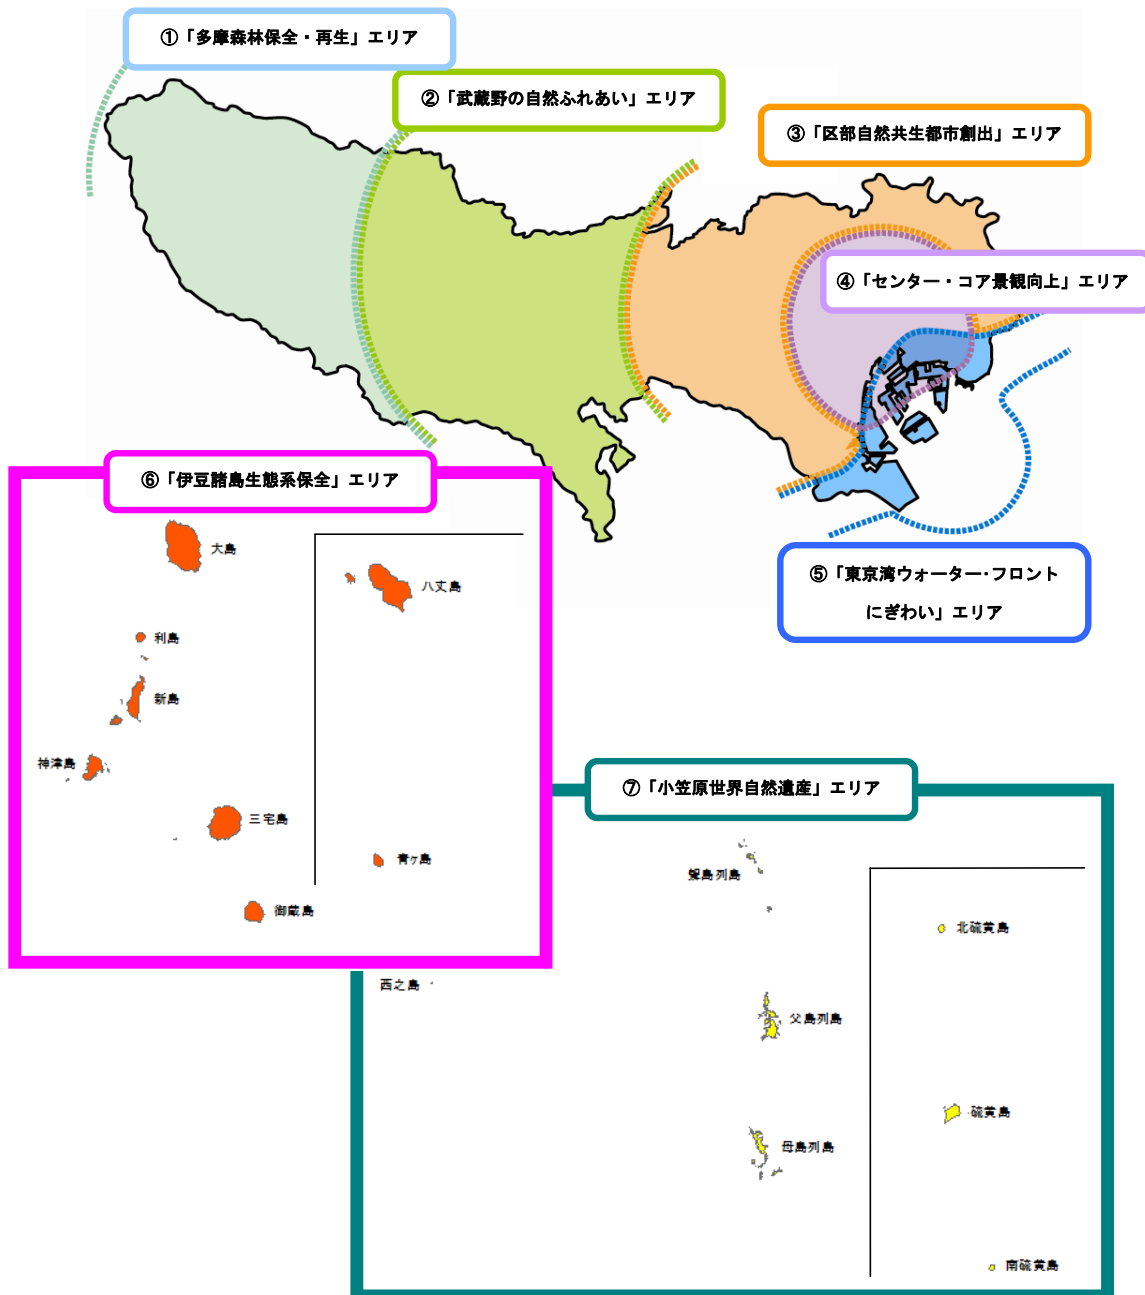 ①「多摩森林保全・再生」エリア
②「武蔵野の自然ふれあい」エリア
③「区部自然共生都市創出」エリア
④「センター・コア景観向上」エリア
⑤「東京湾ウォーター・フロント
にぎわい」エリア
⑥「伊豆諸島生態系保全」エリア
大島
八丈島
利島
新島
神津島
三宅島
青ヶ島
御蔵島
⑦「小笠原世界自然遺産」エリア
聟島列島
北硫黄島
西之島
父島列島
硫黄島
母島列島
南硫黄島